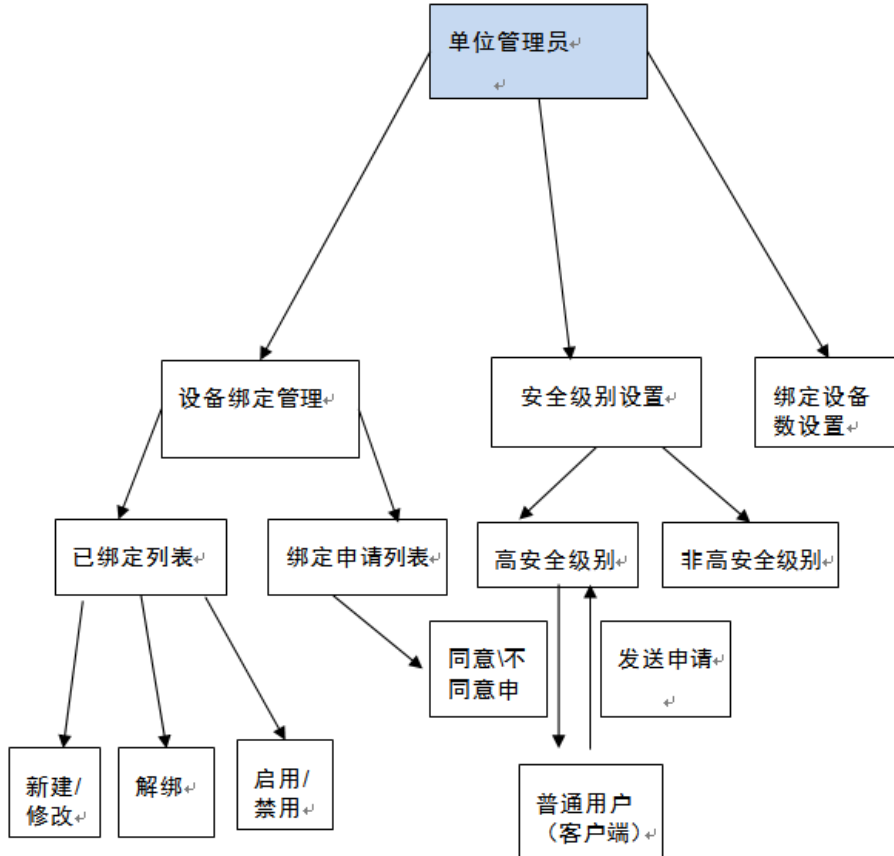 单位管理员
设备绑定管理
安全级别设置
绑定设备
数设置
已绑定列表
绑定申请列表
高安全级别
非高安全级别
同意\不
同意申
发送申请
新建/
修改
解绑
启用/
禁用
普通用户
（客户端）